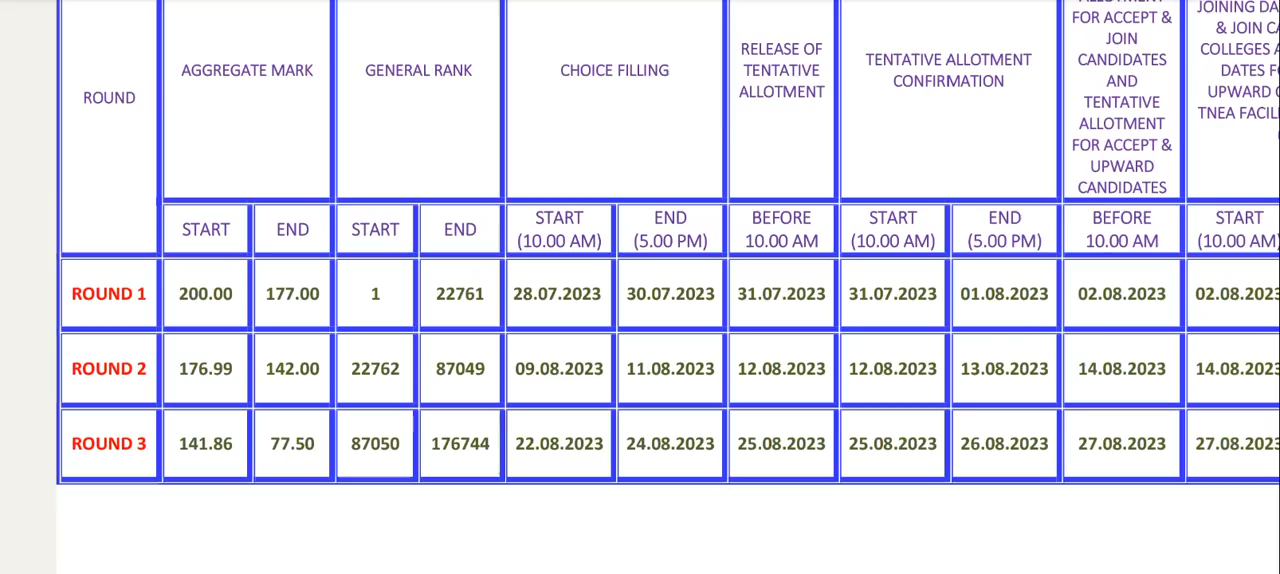 FOR ACCEPT &
JOIN
CANDIDATES
AND
TENTATIVE
ALLOTMENT
FOR ACCEPT &
UPWARD
CANDIDATES
JOINING
& JOIN
COLLEGES
DATES
UPWARD
TNEA
ROUND
AGGREGATE MARK
GENERAL RANK
CHOICE FILLING
RELEASE OF
TENTATIVE
ALLOTMENT
TENTATIVE ALLOTMENT
CONFIRMATION
START END START END START (10.00 AM) END (5.00 PM) BEFORE 10.00 AM START (10.00 AM) END (5.00 PM) BEFORE 10.00 AM START (10.00 AM)
ROUND 1 200.00 177.00 1 22761 28.07.2023 30.07.2023 31.07.2023 31.07.2023 01.08.2023 02.08.2023 02.08.2023
ROUND 2 176.99 142.00 22762 87049 09.08.2023 11.08.2023 12.08.2023 12.08.2023 13.08.2023 14.08.2023 14.08.2023
ROUND 3 141.86 77.50 87050 176744 22.08.2023 24.08.2023 25.08.2023 25.08.2023 26.08.2023 27.08.2023 27.08.2023